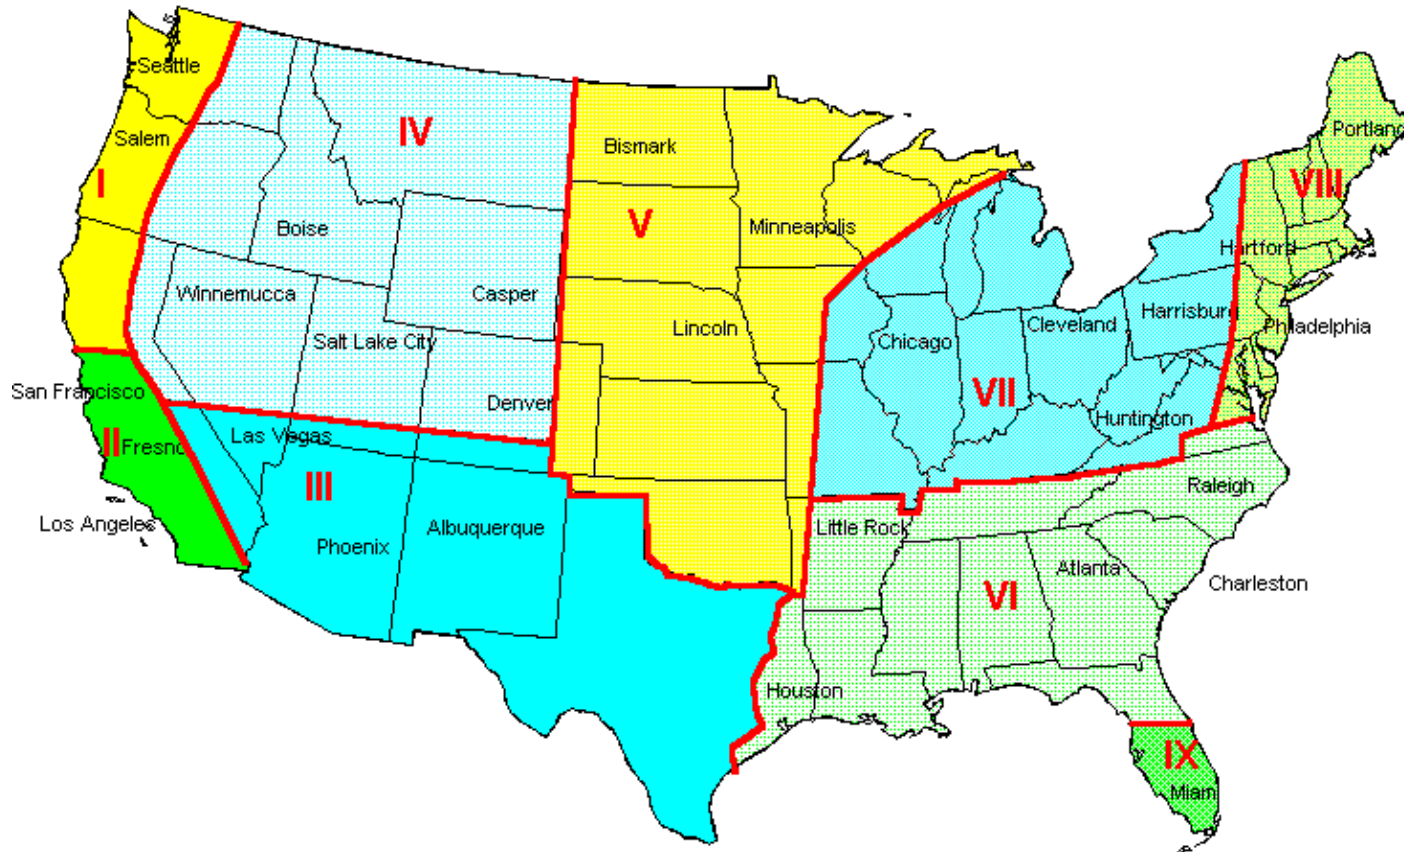 Seattle
Portland
IV
Salem
Bismark
I
VIII
V
Boise
Minneapolis
Hartford
Winnemucca
Casper
Harrisburg
Lincoln
Cleveland
Philadelphia
Salt Lake City
Chicago
San Francisco
VII
Denver
Huntington
II
Fresno
Las Vegas
III
Raleigh
Los Angeles
Albuquerque
Little Rock
Phoenix
Atlanta
Charleston
VI
Houston
IX
Miam